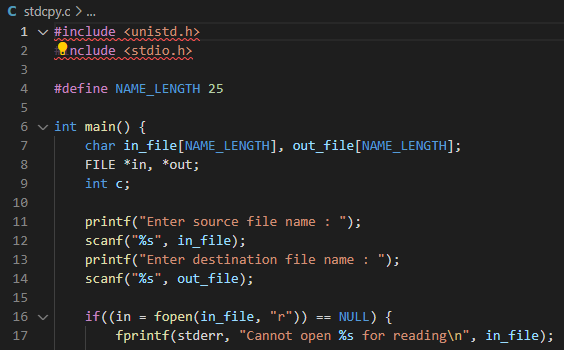 C stdcpy.c > ...
1 #include <unistd.h>
2 #include <stdio.h>
3
4 #define NAME_LENGTH 25
5
6 int main() {
7 char in_file[NAME_LENGTH], out_file[NAME_LENGTH];
8 FILE *in, *out;
9 int c;
10
11 printf("Enter source file name : ");
12 scanf("%s", in_file);
13 printf("Enter destination file name : ");
14 scanf("%s", out_file);
15
16 if((in = fopen(in_file, "r")) == NULL) {
17 fprintf(stderr, "Cannot open %s for reading\n", in_file);